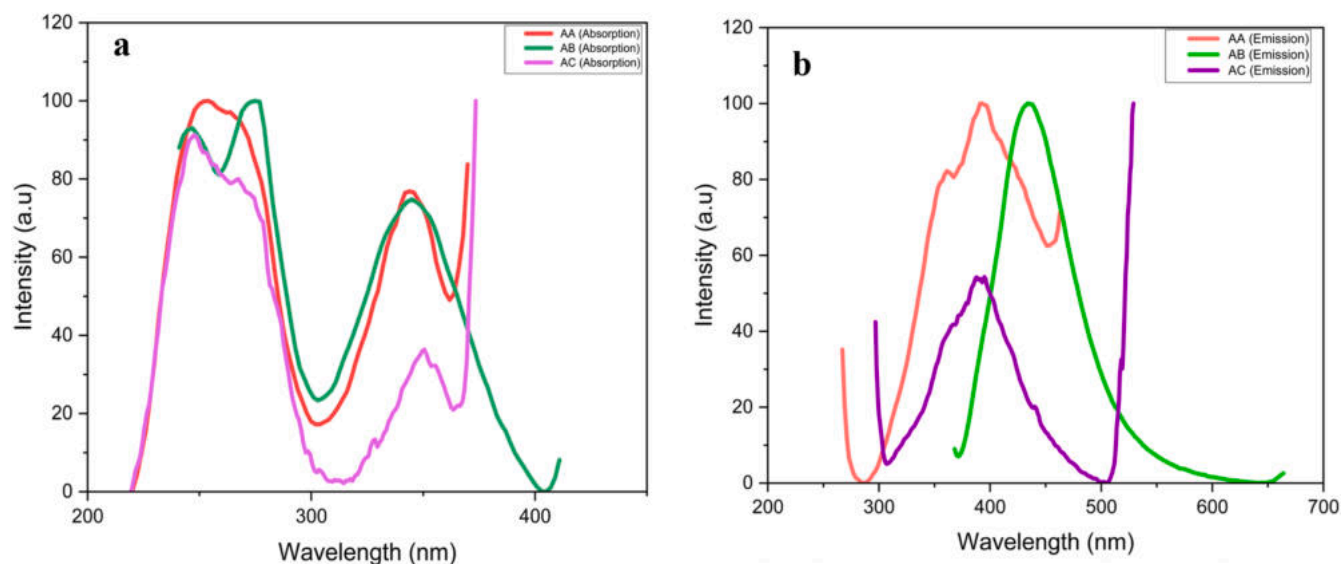 a
AA (Absorption)
AB (Absorption)
AC (Absorption)
120
100
80
60
40
20
0
Intensity (a.u)
200
300
400
Wavelength (nm)
b
AA (Emission)
AB (Emission)
AC (Emission)
120
100
80
60
40
20
0
Intensity (a.u)
200
300
400
500
600
700
Wavelength (nm)